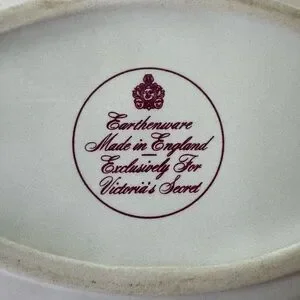 Earthenware
Made in England
Exclusively For
Victoria's Secret